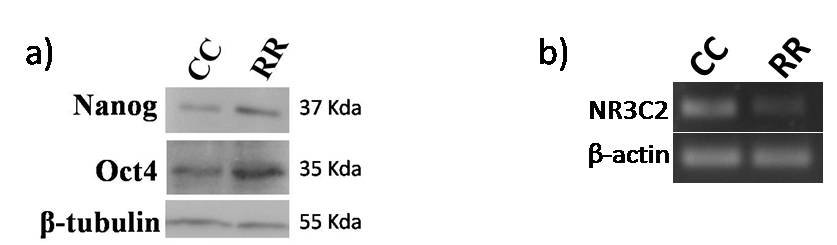 a)
CC RR
Nanog 37 Kda
Oct4 35 Kda
β-tubulin 55 Kda
b)
CC RR
NR3C2
β-actin